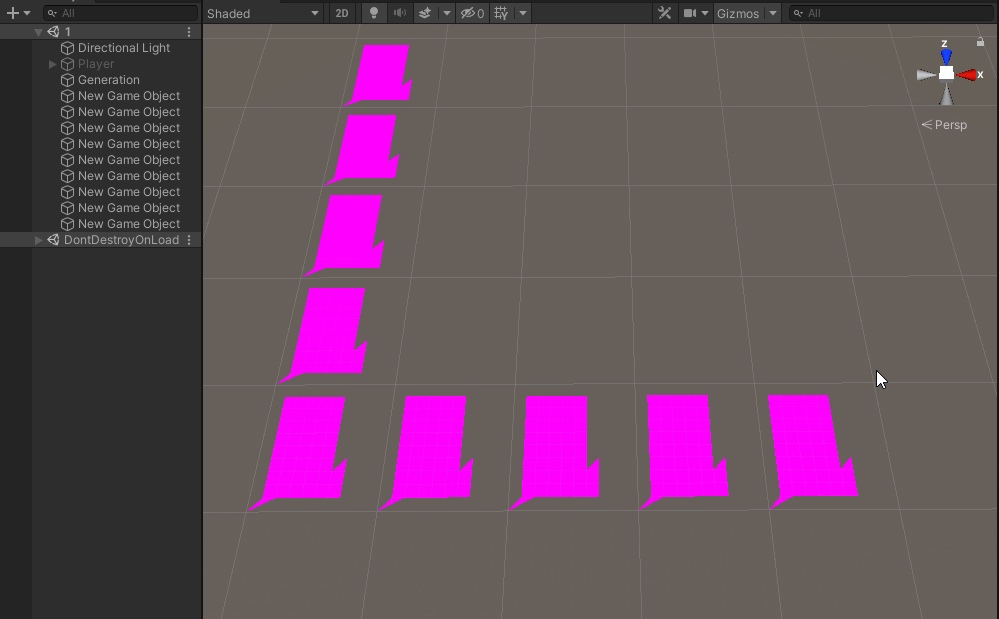 All
Shaded
2D
0
Gizmos
All
1
Directional Light
Player
Generation
New Game Object
New Game Object
New Game Object
New Game Object
New Game Object
New Game Object
New Game Object
New Game Object
New Game Object
DontDestroyOnLoad
z
x
Persp